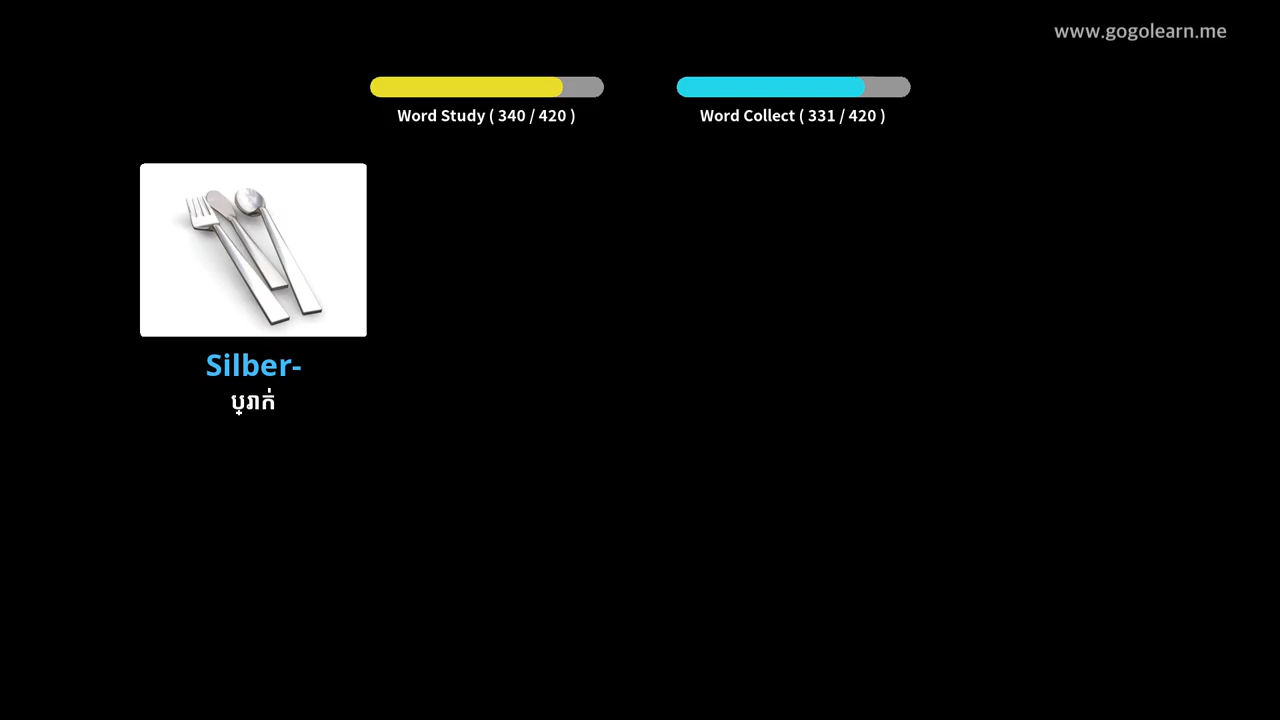 www.gogolearn.me
Word Study ( 340 / 420 )
Word Collect ( 331 / 420 )
Silber-
ប្រាក់